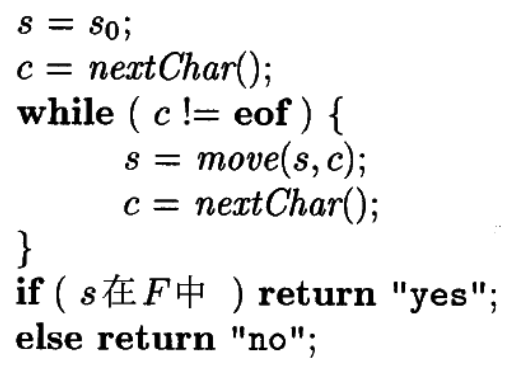 s = s₀;
c = nextChar();
while ( c != eof ) {
s = move(s, c);
c = nextChar();
}
if ( s在F中 ) return "yes";
else return "no";